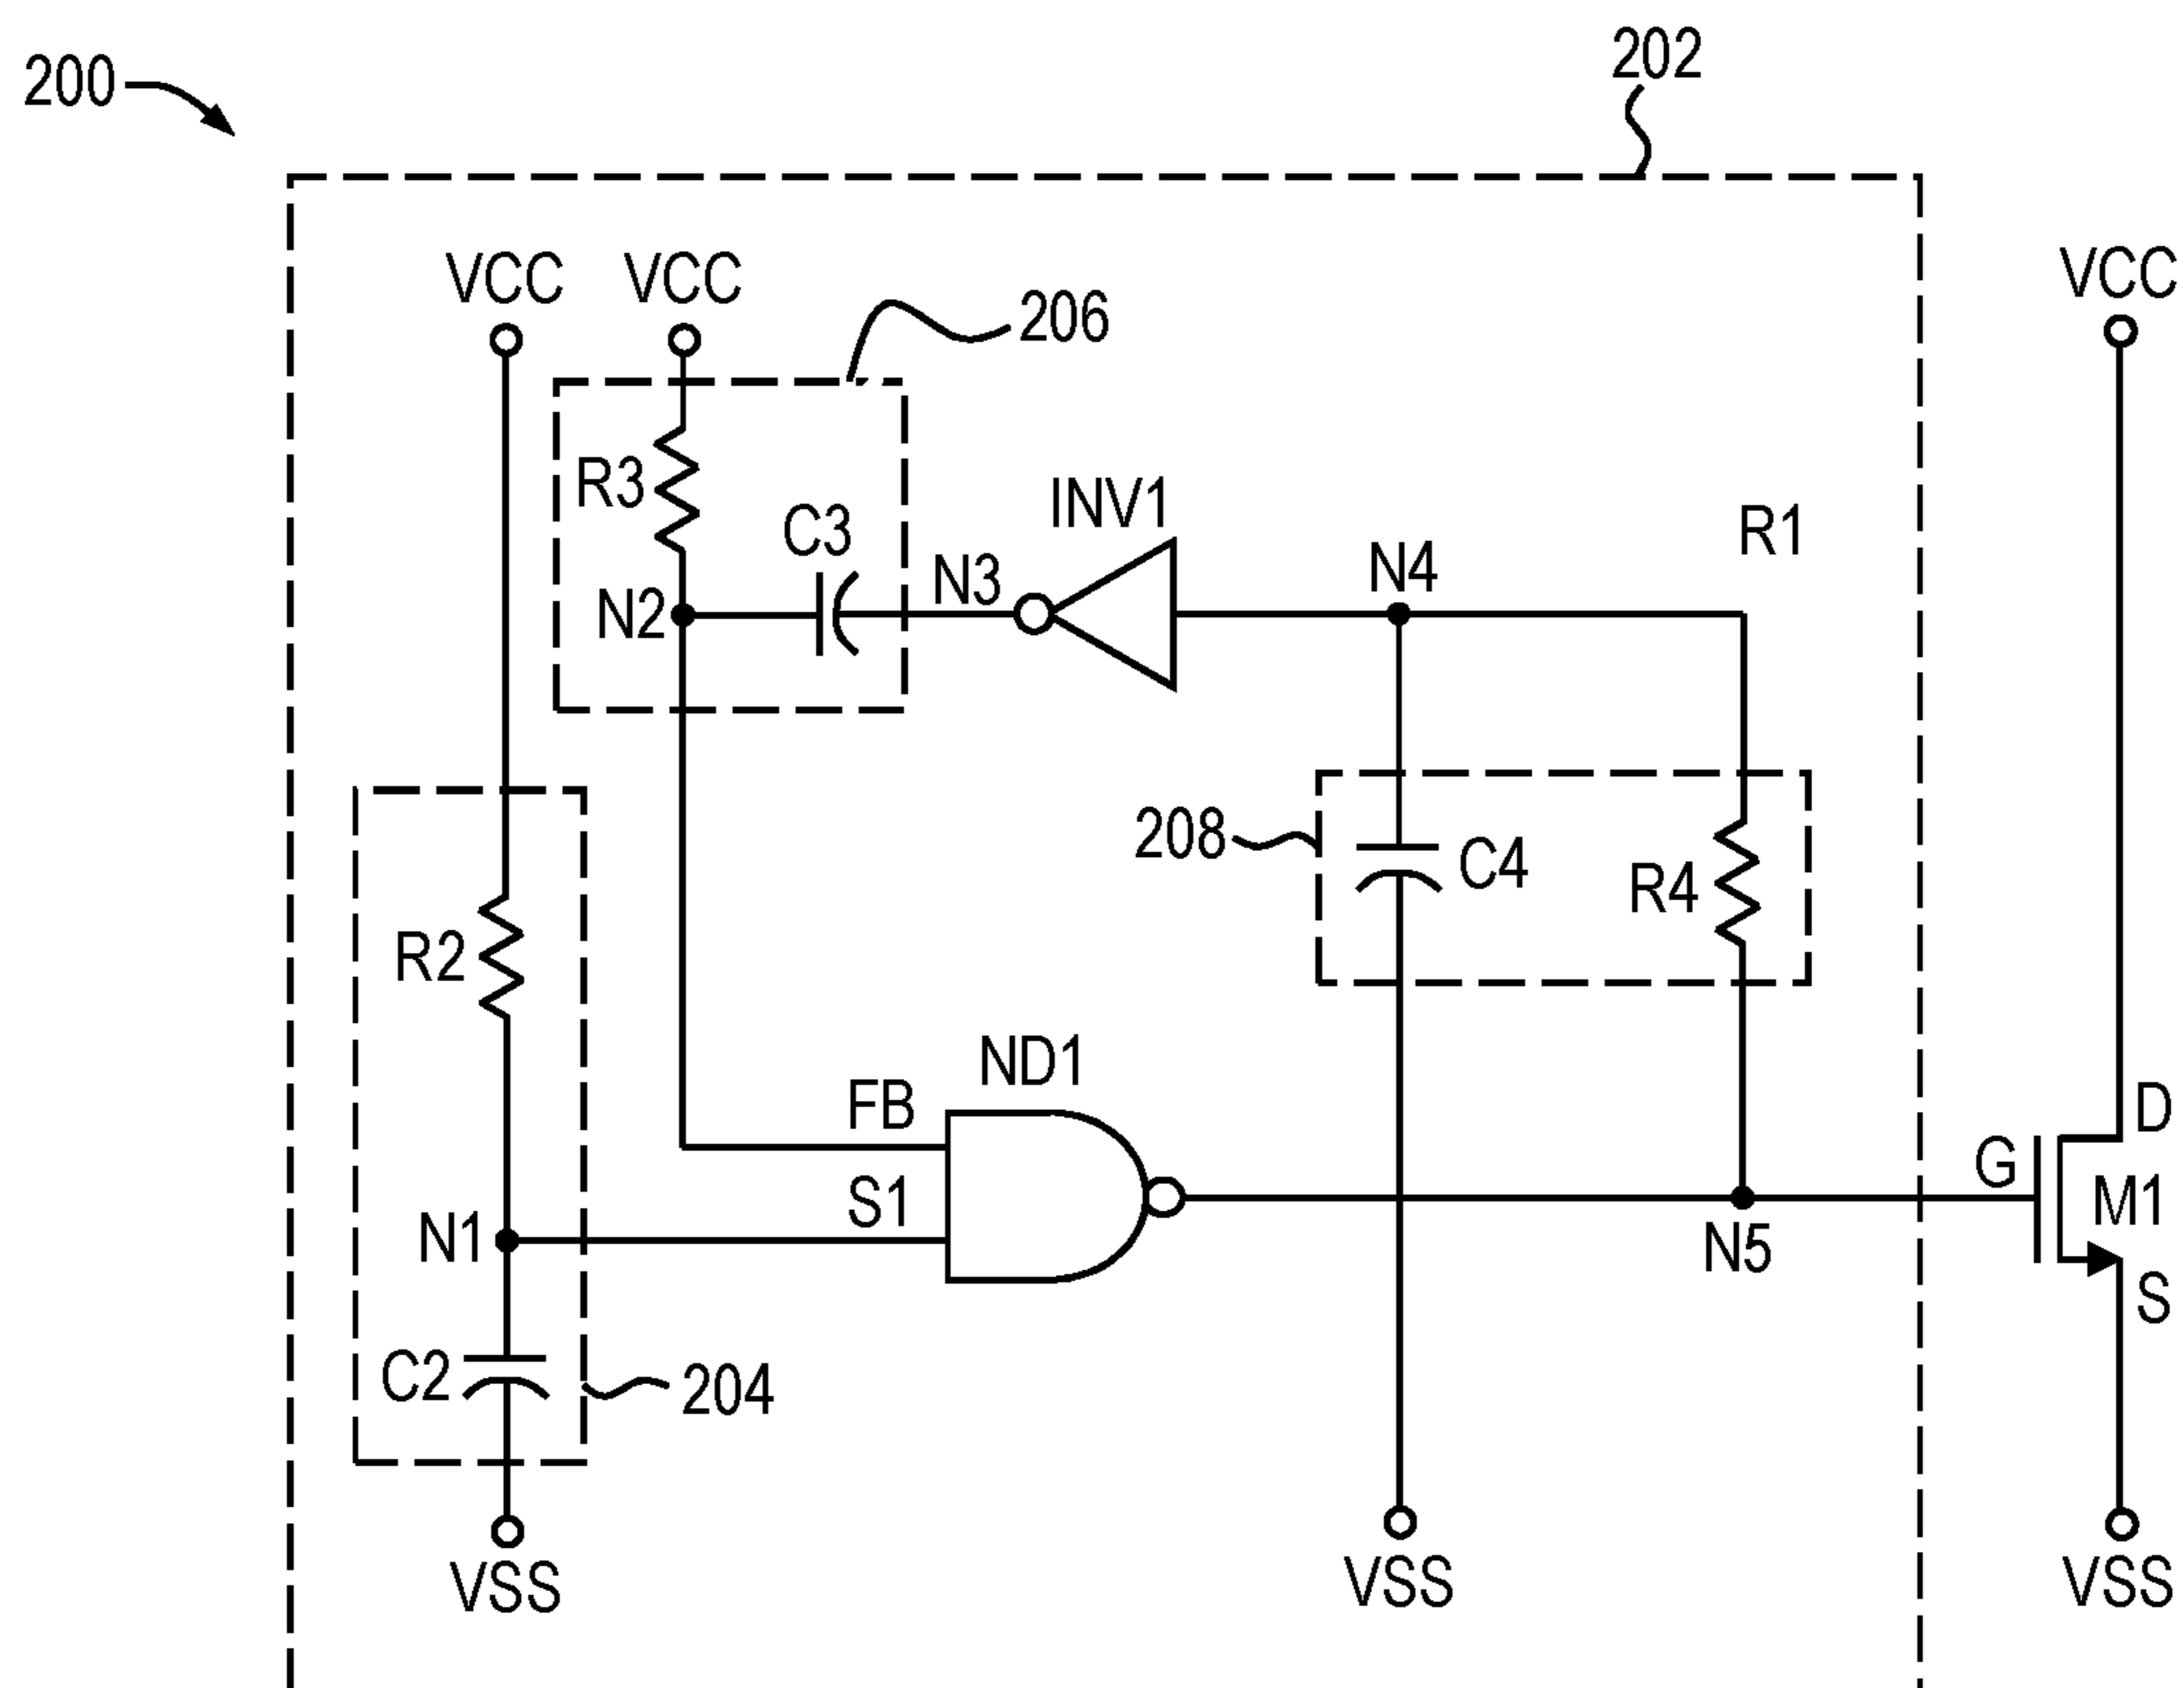 202
200
VCC
VCC
VCC
206
R3
C3
INV1
R1
N3
N4
N2
208
C4
R4
R2
ND1
FB
D
G
S1
M1
N1
N5
S
C2
204
VSS
VSS
VSS